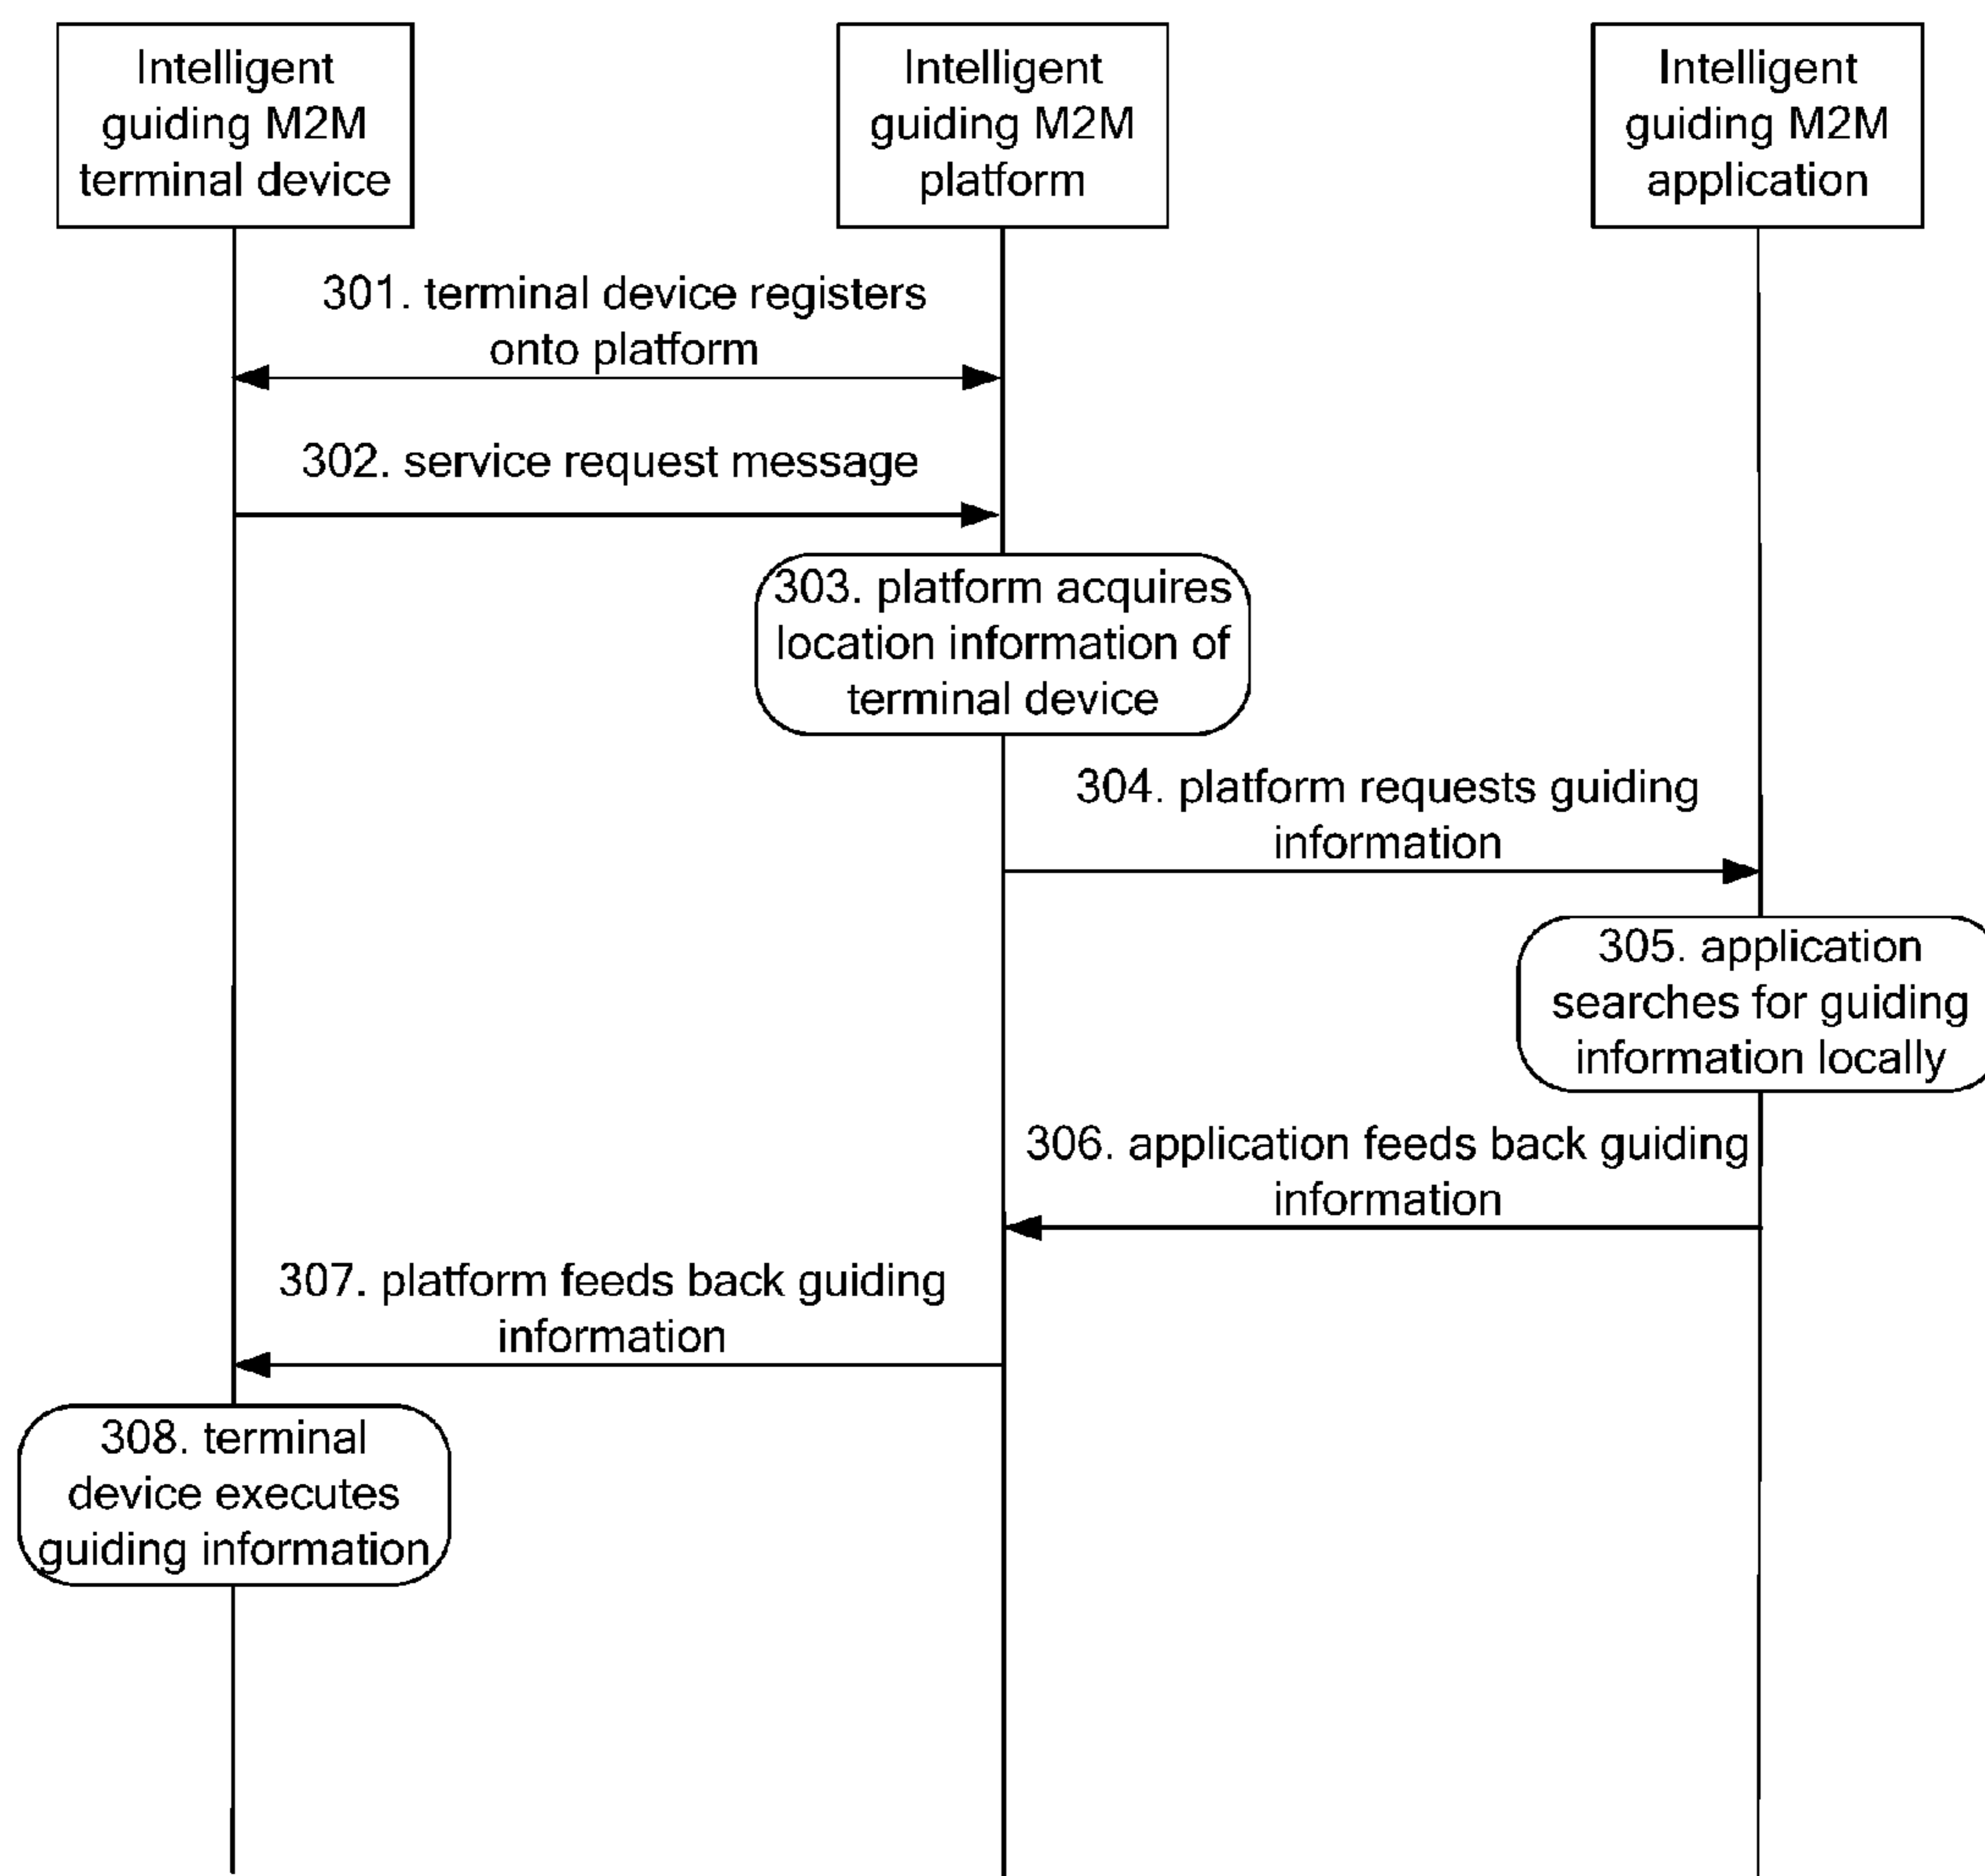 Intelligent
guiding M2M
terminal device
Intelligent
guiding M2M
platform
Intelligent
guiding M2M
application
301. terminal device registers
onto platform
302. service request message
303. platform acquires
location information of
terminal device
304. platform requests guiding
information
305. application
searches for guiding
information locally
306. application feeds back guiding
information
307. platform feeds back guiding
information
308. terminal
device executes
guiding information